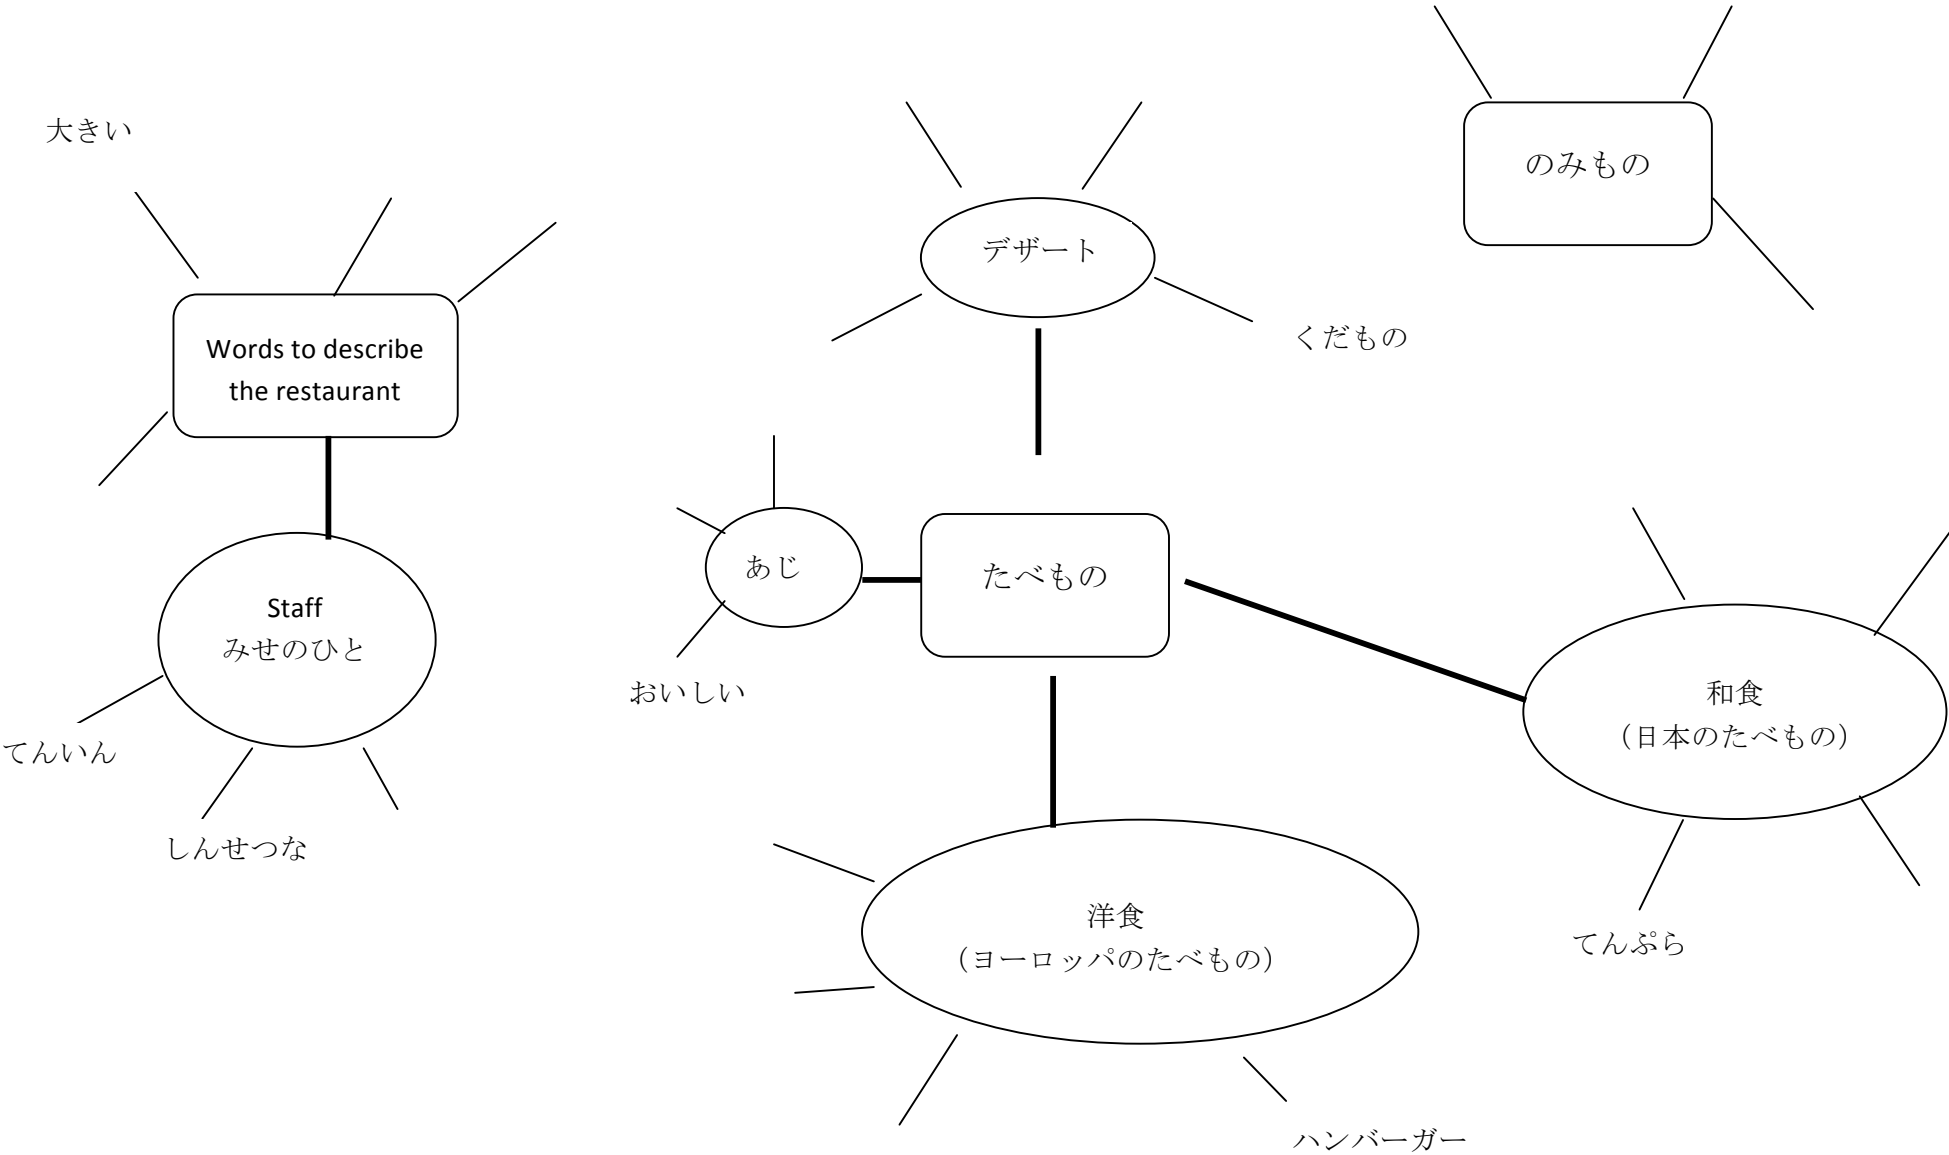 大きい
のみもの
デザート
くだもの
Words to describe
the restaurant
あじ
たべもの
おいしい
Staff
みせのひと
てんいん
しんせつな
和食
（日本のたべもの）
てんぷら
洋食
（ヨーロッパのたべもの）
ハンバーガー